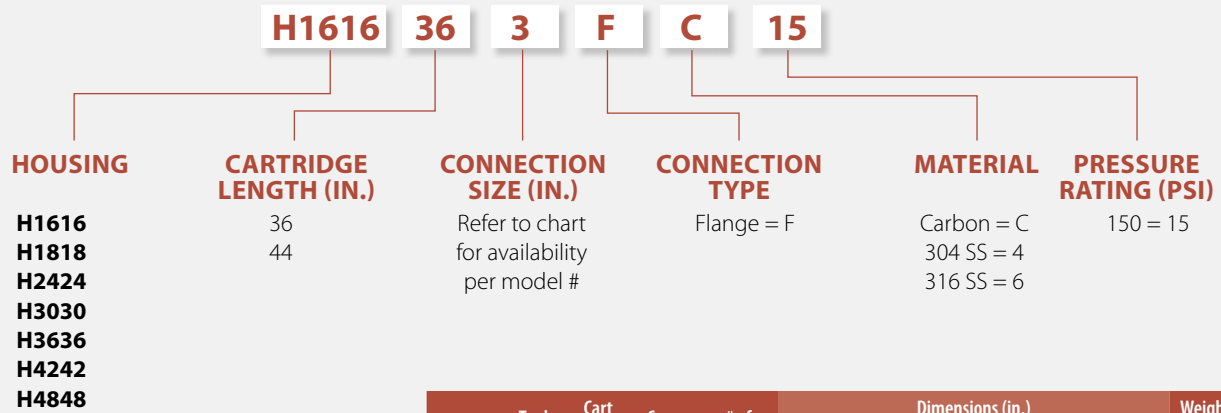 H1616 36 3 F C 15
HOUSING
H1616
H1818
H2424
H3030
H3636
H4242
H4848
CARTRIDGE
LENGTH (IN.)
36
44
CONNECTION
SIZE (IN.)
Refer to chart
for availability
per model #
CONNECTION
TYPE
Flange = F
MATERIAL
Carbon = C
304 SS = 4
316 SS = 6
PRESSURE
RATING (PSI)
150 = 15
Cart
Dimensions (in.)